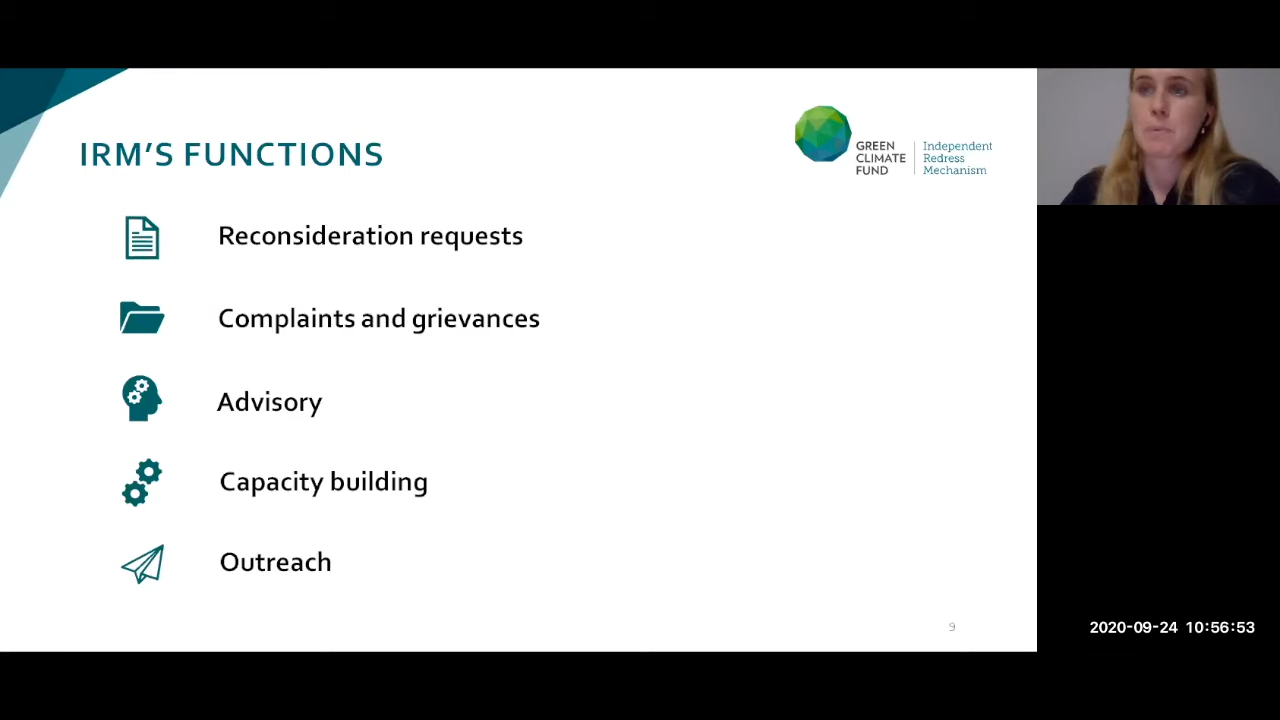 IRM'S FUNCTIONS
GREEN
CLIMATE
FUND
Independent
Redress
Mechanism
Reconsideration requests
Complaints and grievances
Advisory
Capacity building
Outreach
9
2020-09-24 10:56:53